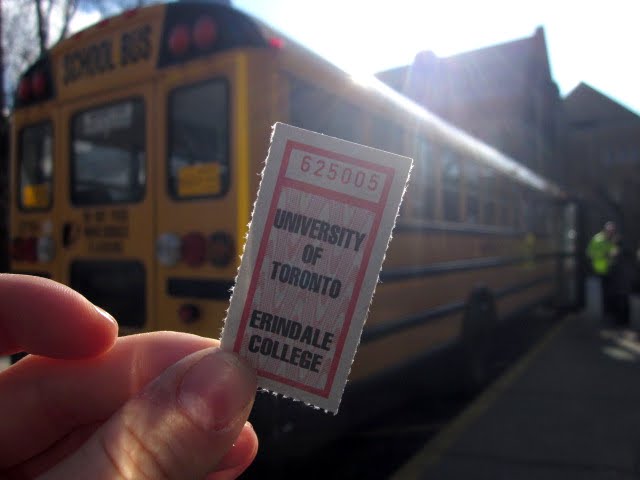 SCHOOL BUS
625005
UNIVERSITY
OF
TORONTO
ERINDALE
COLLEGE